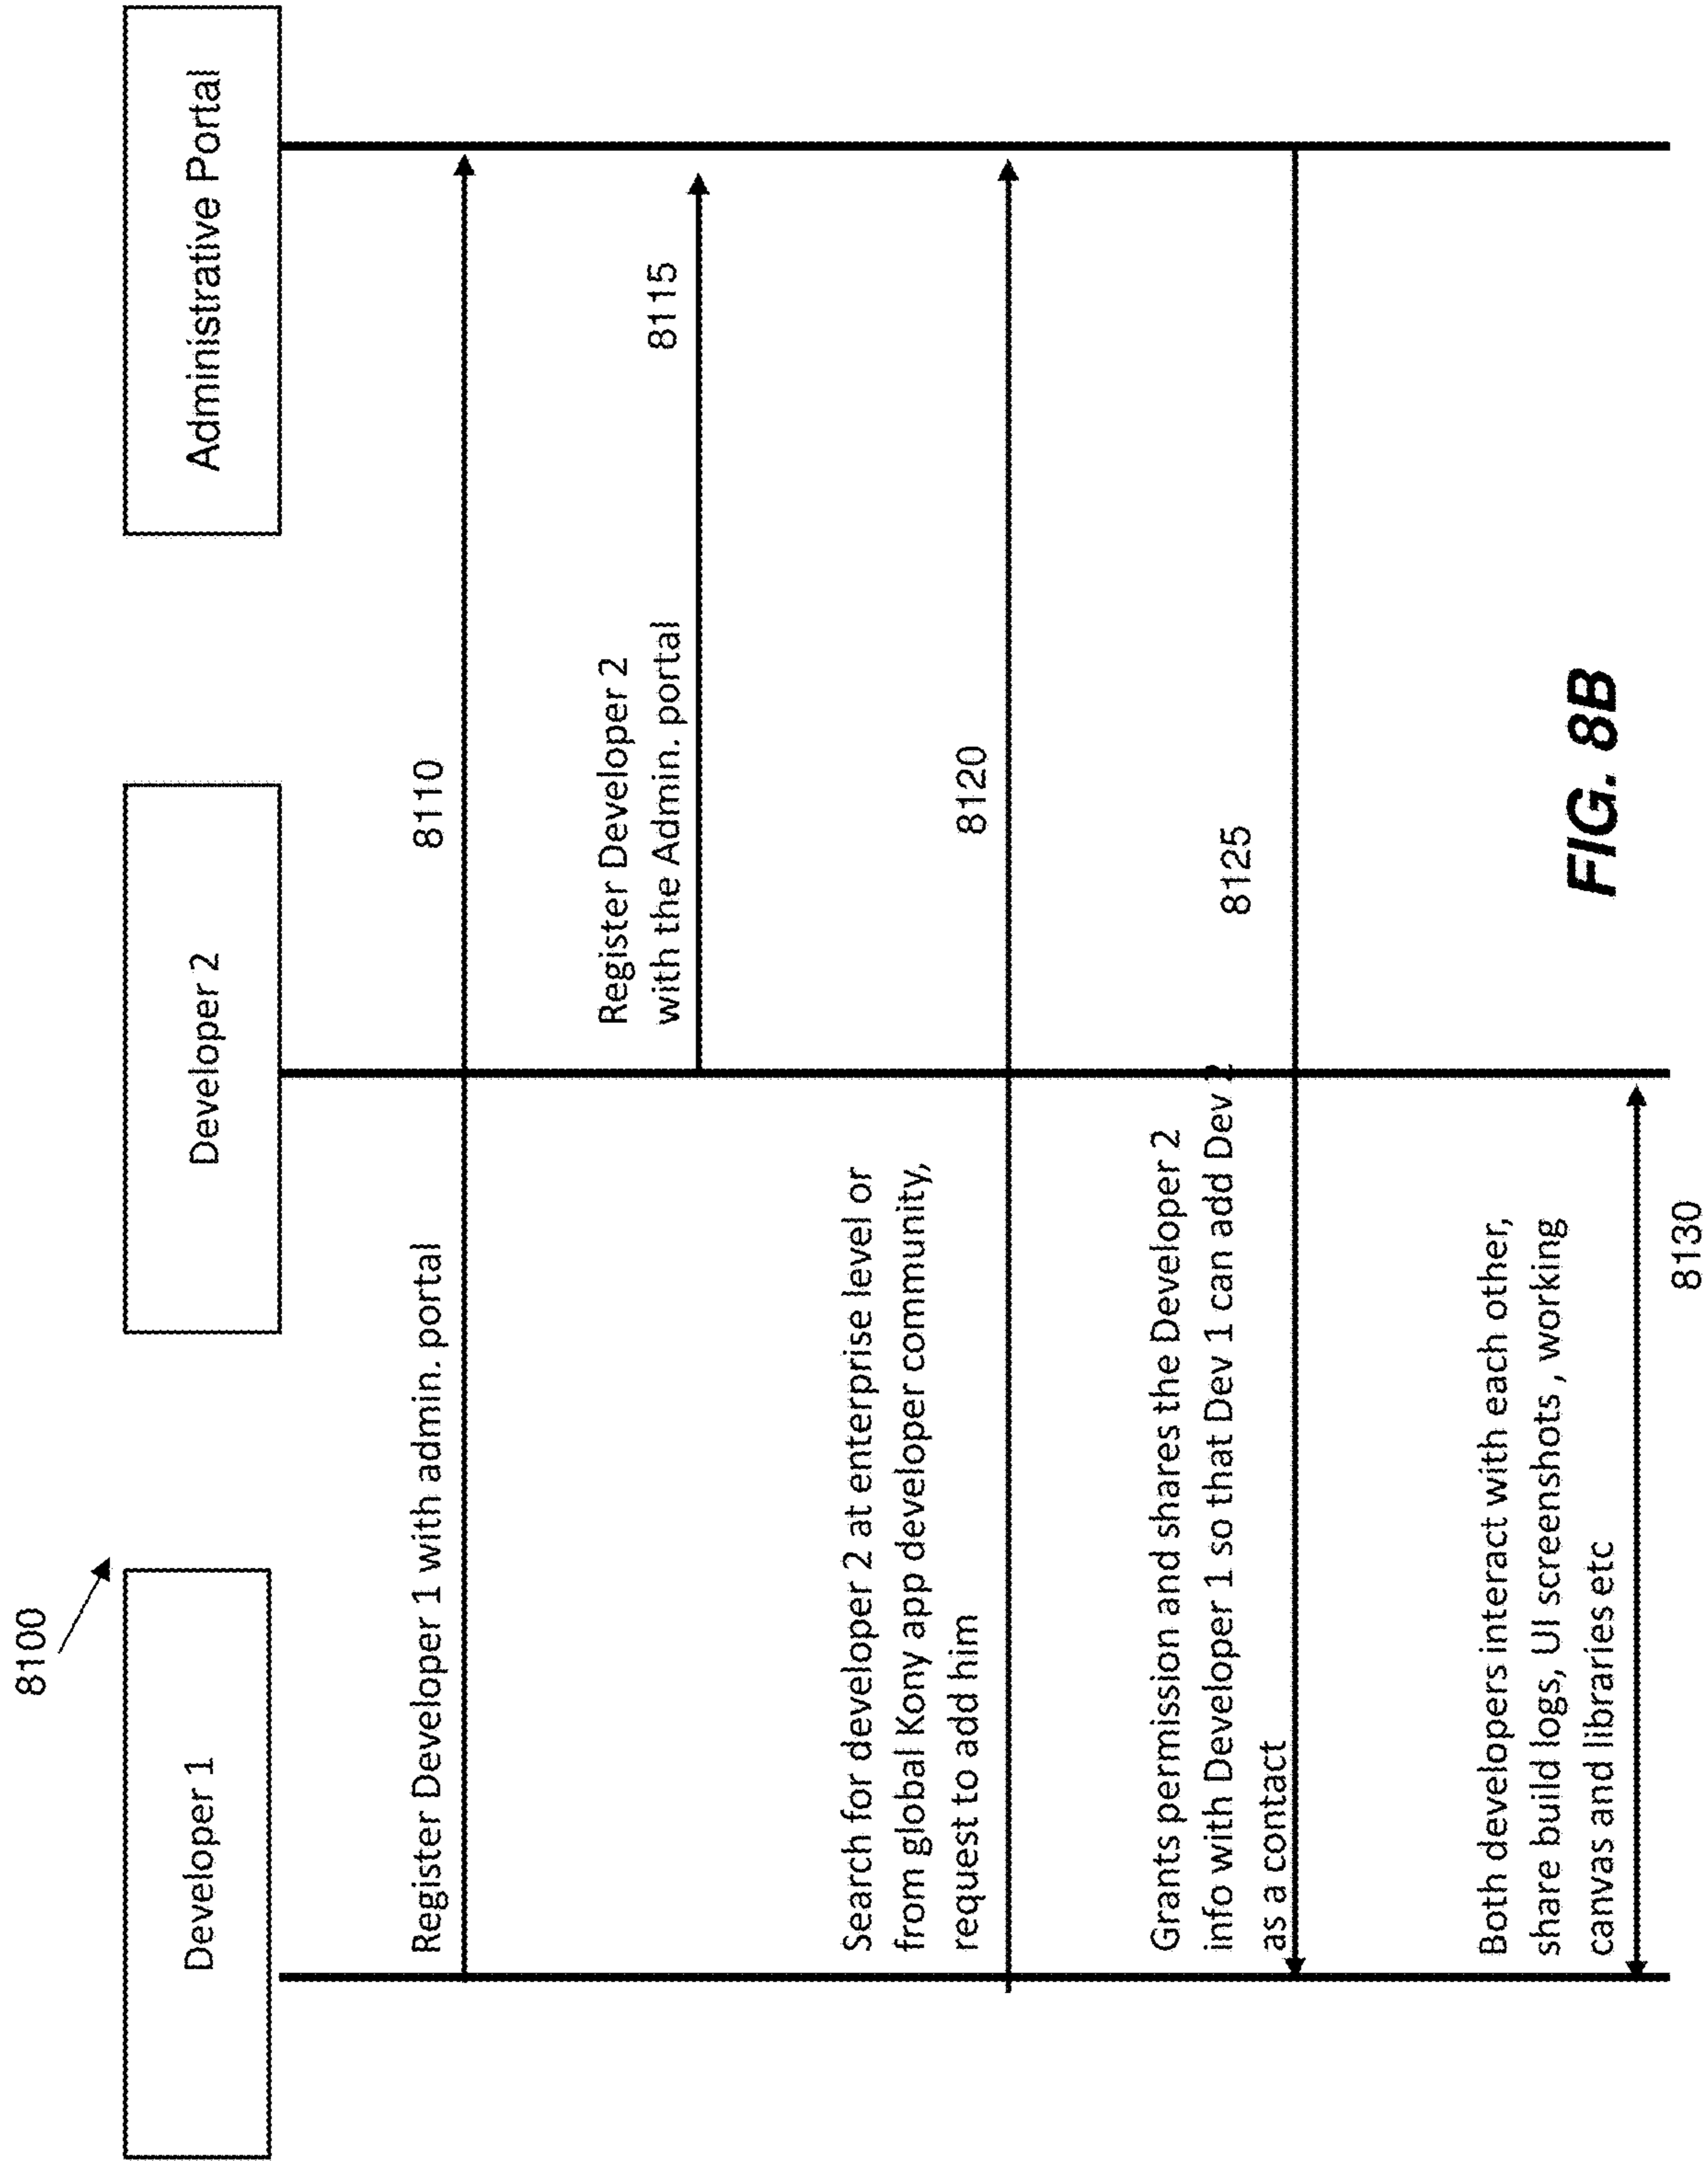 8100
Developer 1
Developer 2
Administrative Portal
Register Developer 1 with admin. portal
8110
Register Developer 2
with the Admin. portal
8115
Search for devloper 2 at enterprise level or
from global Kony app developer community,
request to add him
8120
Grants permission and shares the Developer 2
info with Developer 1 so that Dev 1 can add Dev 2
as a contact
8125
Both developers interact with each other,
share build logs, UI screenshots , working
canvas and libraries etc
8130
FIG. 8B